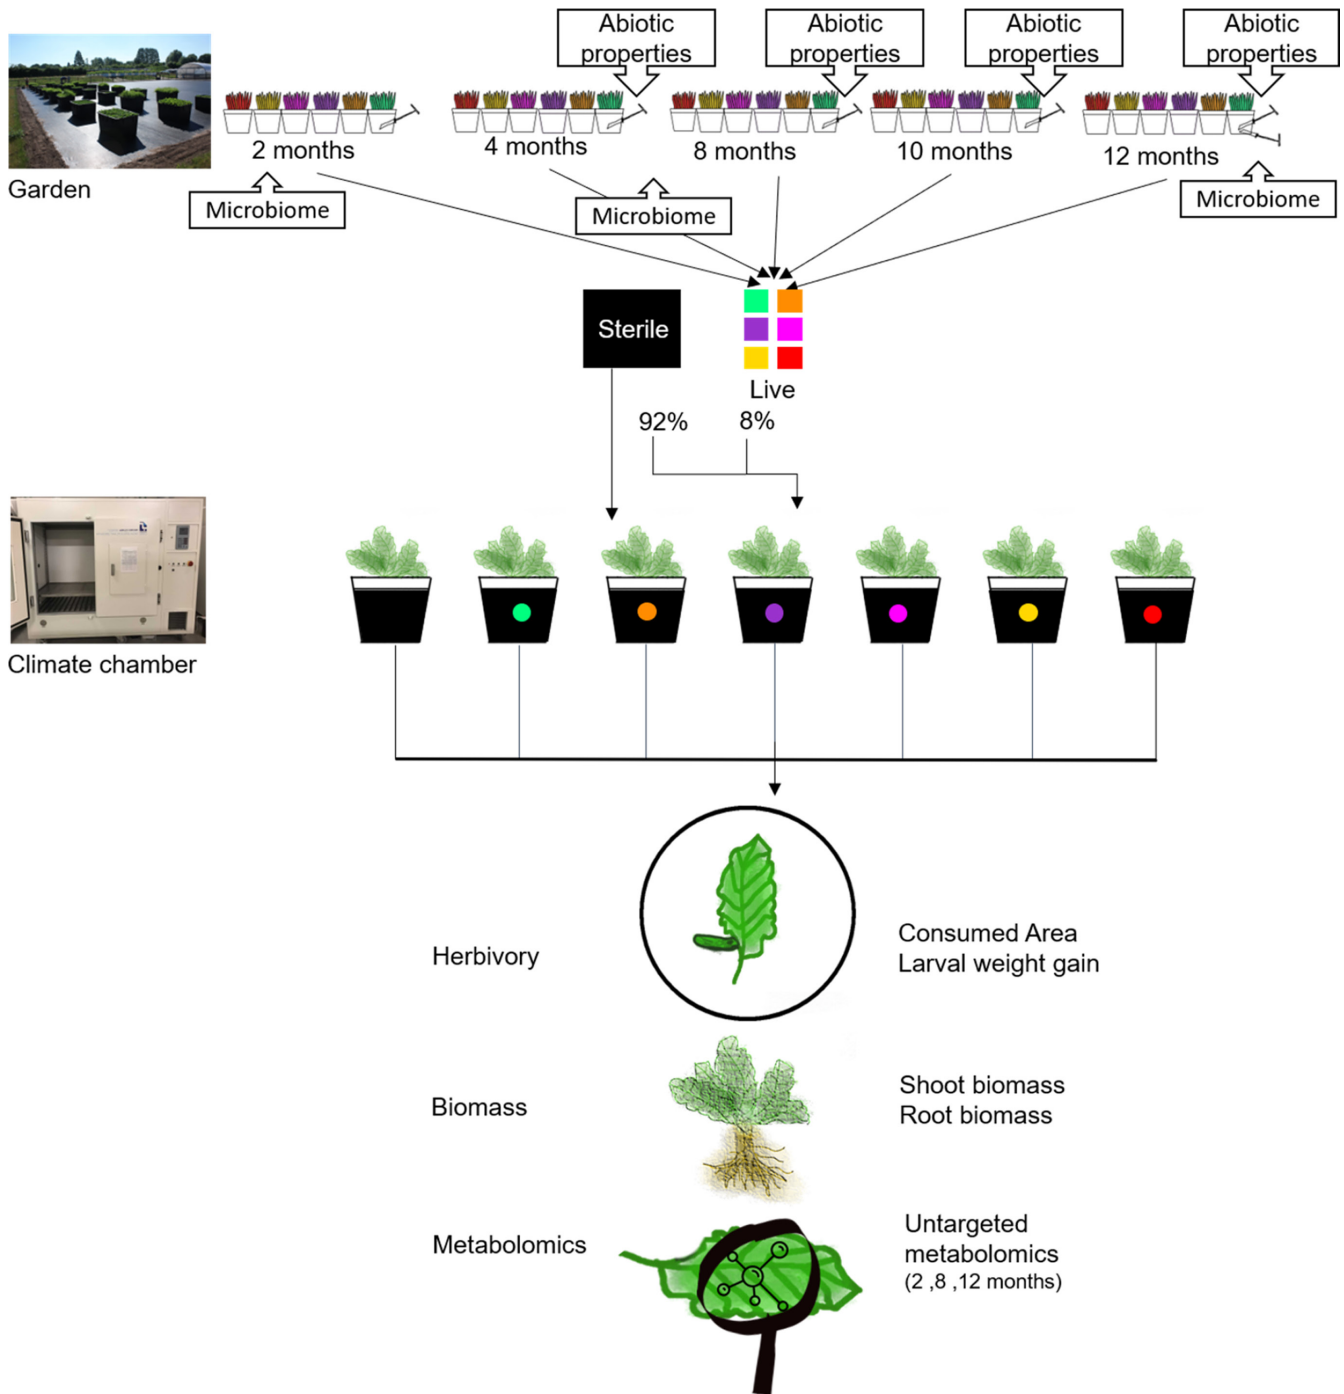 Abiotic
properties
Abiotic
properties
Abiotic
properties
Abiotic
properties
2 months
4 months
8 months
10 months
12 months
Garden
Microbiome
Microbiome
Microbiome
Sterile
Live
92%
8%
Climate chamber
Herbivory
Consumed Area
Larval weight gain
Biomass
Shoot biomass
Root biomass
Metabolomics
Untargeted
metabolomics
(2 ,8 ,12 months)